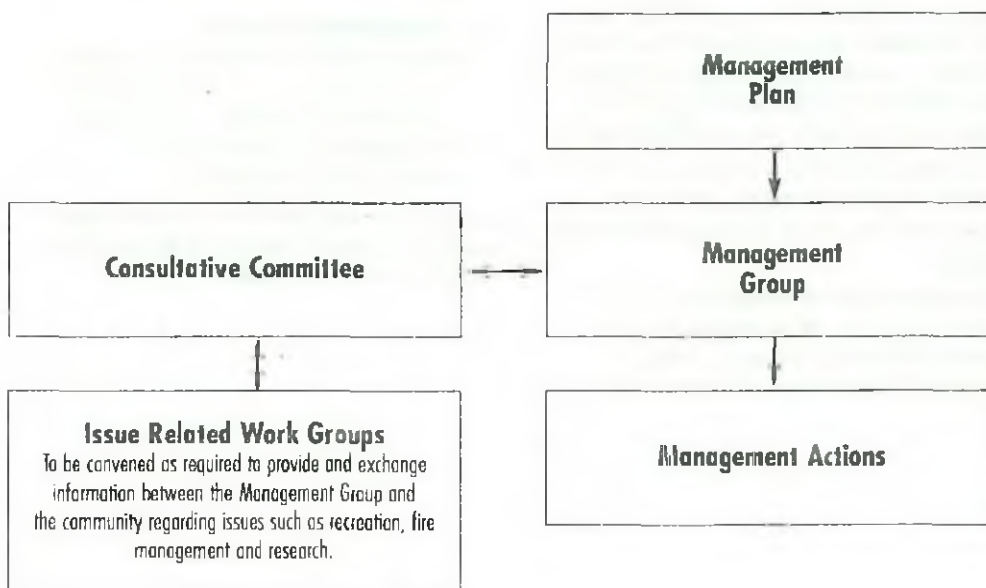 Management
Plan
Consultative Committee
Management
Group
Issue Related Work Groups
To be convened as required to provide and exchange
information between the Management Group and
the community regarding issues such as recreation, fire
management and research.
Management Actions